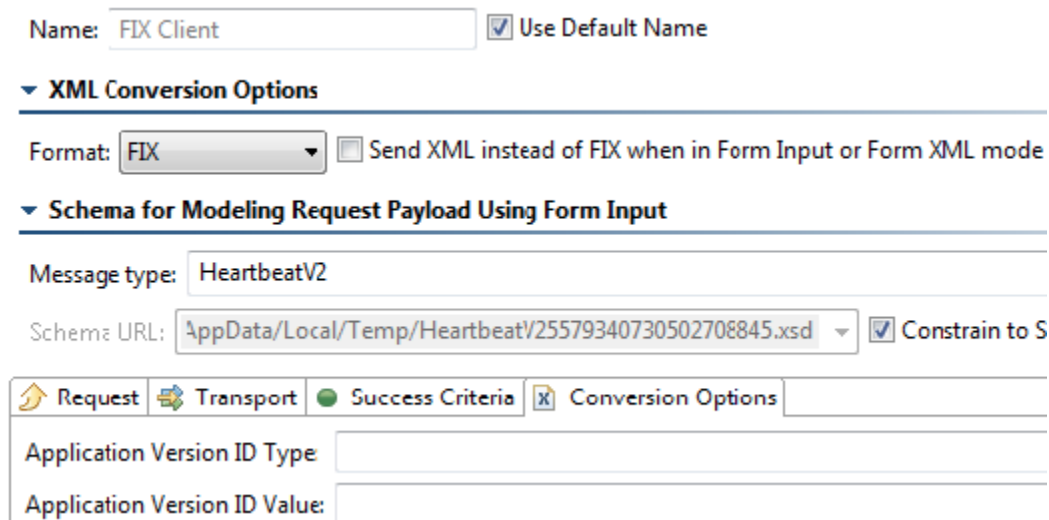 Name: FIX Client Use Default Name
XML Conversion Options
Format: FIX Send XML instead of FIX when in Form Input or Form XML mode
Schema for Modeling Request Payload Using Form Input
Message type: HeartbeatV2
Schema URL: AppData/Local/Temp/HeartbeatV25579340730502708845.xsd Constrain to S
Request Transport Success Criteria Conversion Options
Application Version ID Type:
Application Version ID Value: